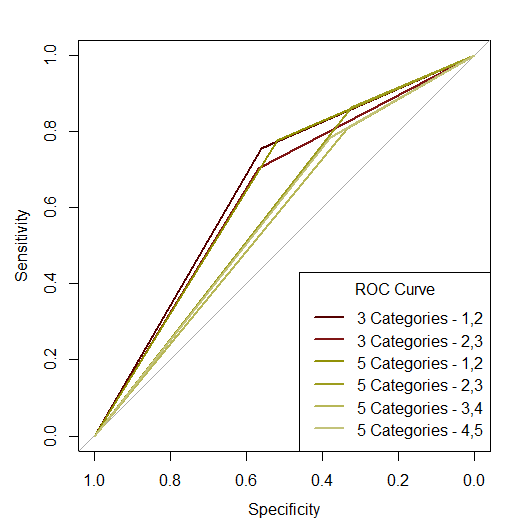 1.0
0.8
0.6
0.4
0.2
0.0
Sensitivity
ROC Curve
3 Categories - 1,2
3 Categories - 2,3
5 Categories - 1,2
5 Categories - 2,3
5 Categories - 3,4
5 Categories - 4,5
1.0 0.8 0.6 0.4 0.2 0.0
Specificity